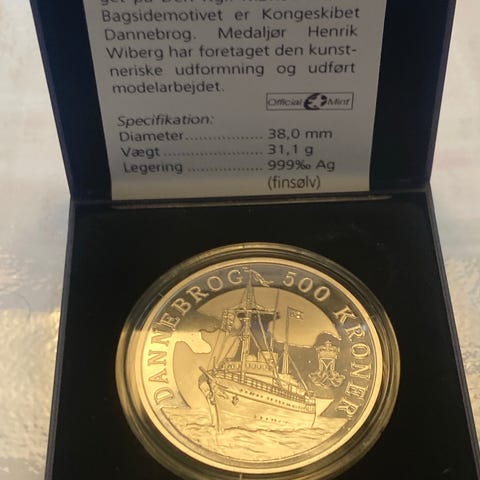 Bagsidemotivet er Kongeskibet
Dannebrog. Medaljør Henrik
Wiberg har foretaget den kunst-
neriske udformning og udført
modelarbejdet.
Official Mint
Specifikation:
Diameter................ 38,0 mm
Vægt ..................... 31,1 g
Legering ................ 999‰ Ag
(finsølv)
DANNEBROG 500 KRONER